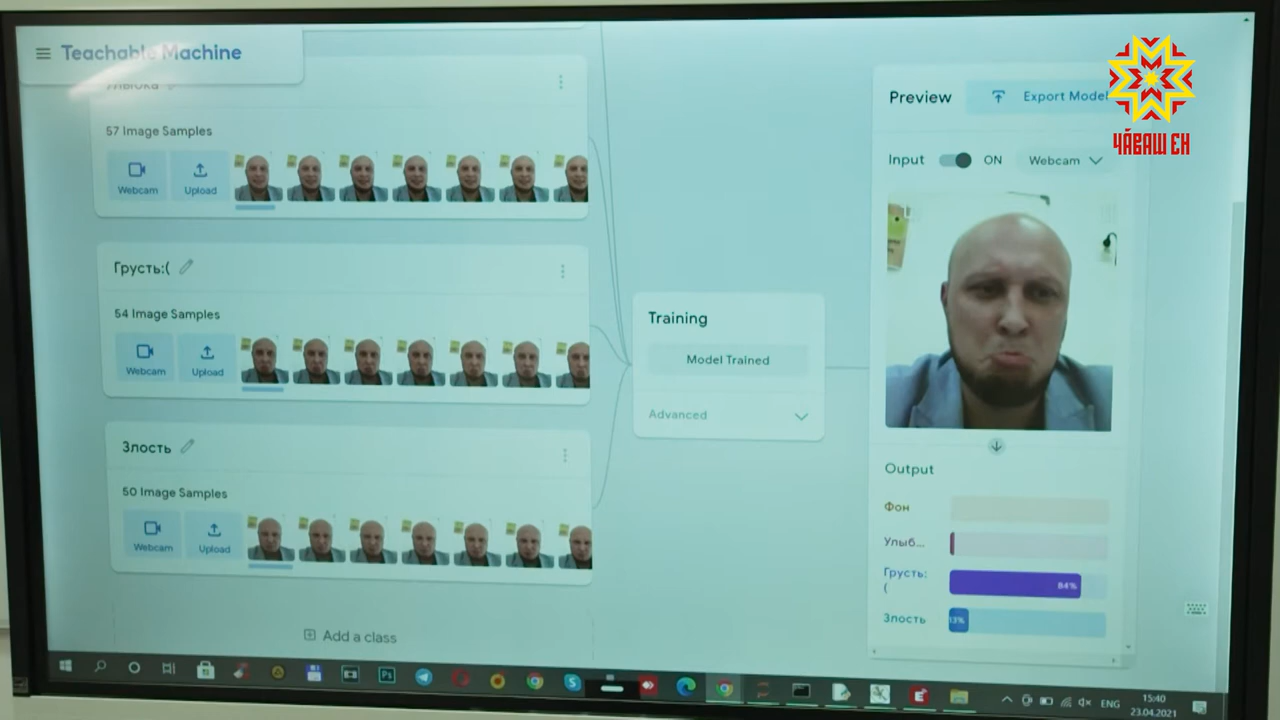 Teachable Machine
Улыбка
57 Image Samples
Webcam
Upload
Грусть:(
54 Image Samples
Webcam
Upload
Злость
50 Image Samples
Webcam
Upload
Add a class
Training
Model Trained
Advanced
Preview
Export Model
Input
ON
Webcam
Output
Фон
Улыб...
Грусть:
(
84%
Злость
13%
ЧӐВАШ ЕН
ENG
15:40
23.04.2021